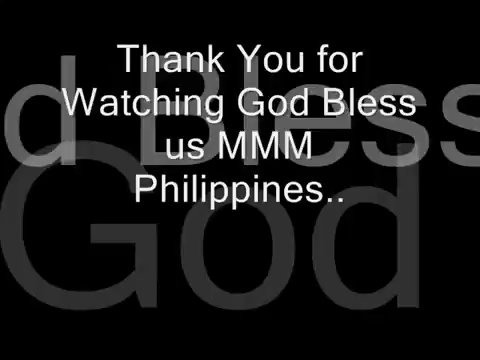 Thank You for
Watching God Bless
us MMM
Philippines..
d Bless
God